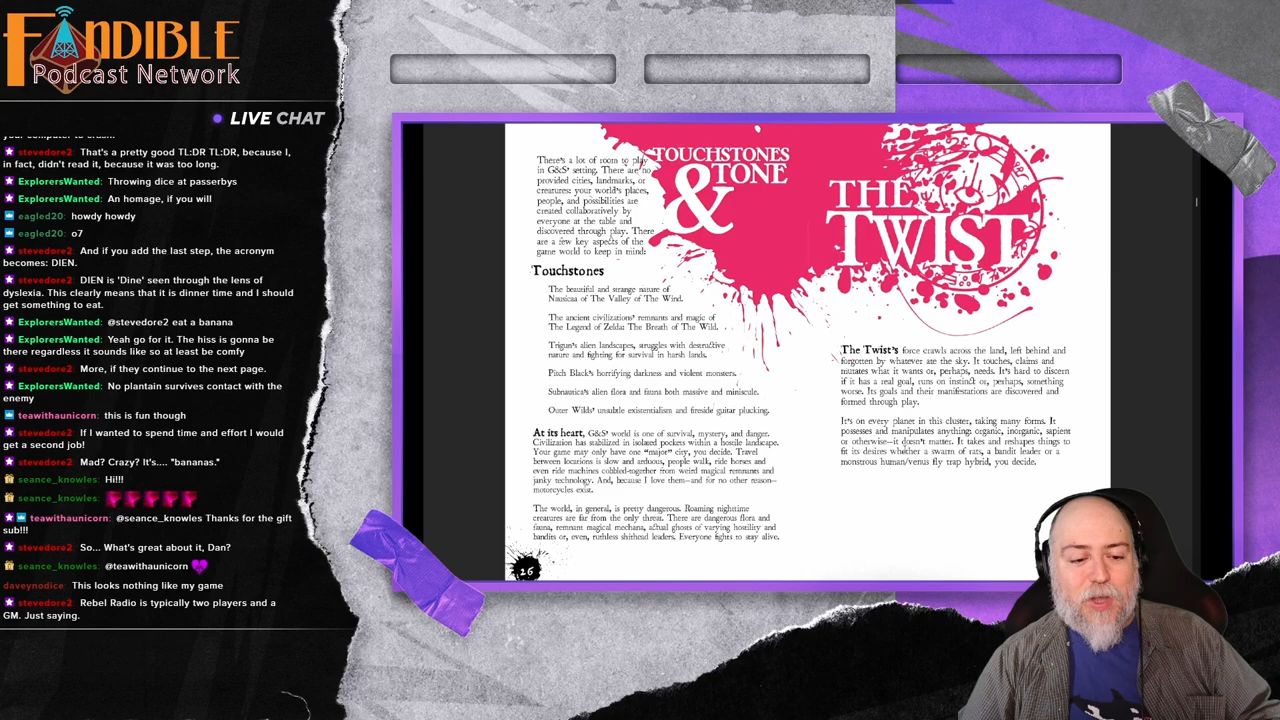 FANDIBLE
Podcast Network
LIVE CHAT
your computer to crash.
stevedore2: That's a pretty good TL:DR TL:DR, because I,
in fact, didn't read it, because it was too long.
ExplorersWanted: Throwing dice at passerbys
ExplorersWanted: An homage, if you will
eagled20: howdy howdy
eagled20: o7
stevedore2: And if you add the last step, the acronym
becomes: DIEN.
stevedore2: DIEN is 'Dine' seen through the lens of
dyslexia. This clearly means that it is dinner time and I should
get something to eat.
ExplorersWanted: @stevedore2 eat a banana
ExplorersWanted: Yeah go for it. The hiss is gonna be
there regardless it sounds like so at least be comfy
stevedore2: More, if they continue to the next page.
ExplorersWanted: No plantain survives contact with the
enemy
teawithaunicorn: this is fun though
stevedore2: If I wanted to spend time and effort I would
get a second job!
stevedore2: Mad? Crazy? It's.... "bananas."
seance_knowles: Hi!!!
seance_knowles:
teawithaunicorn: @seance_knowles Thanks for the gift
sub!!!
stevedore2: So... What's great about it, Dan?
seance_knowles: @teawithaunicorn
daveynodice: This looks nothing like my game
stevedore2: Rebel Radio is typically two players and a
GM. Just saying.
TOUCHSTONES
& TONE
There's a lot of room to play
in G&S' setting. There are no
provided cities, landmarks, or
creatures: your world's places,
people, and possibilities are
created collaboratively by
everyone at the table and
discovered through play. There
are a few key aspects of the
game world to keep in mind:
Touchstones
The beautiful and strange nature of
Nausicaa of The Valley of The Wind.
The ancient civilizations' remnants and magic of
The Legend of Zelda: The Breath of The Wild.
Trigun's alien landscapes, struggles with destructive
nature and fighting for survival in harsh lands.
Pitch Black's horrifying darkness and violent monsters.
Subnautica's alien flora and fauna both massive and miniscule.
Outer Wilds' unsubtle existentialism and fireside guitar plucking.
At its heart, G&S' world is one of survival, mystery, and danger.
Civilization has stabilized in isolated pockets within a hostile landscape.
Your game may only have one "major" city, you decide. Travel
between locations is slow and arduous, people walk, ride horses and
even ride machines cobbled-together from weird magical remnants and
janky technology. And, because I love them—and for no other reason—
motorcycles exist.
The world, in general, is pretty dangerous. Roaming nighttime
creatures are far from the only threat. There are dangerous flora and
fauna, remnant magical mechana, actual ghosts of varying hostility and
bandits or, even, ruthless shithead leaders. Everyone fights to stay alive.
26
THE
TWIST
The Twist's force crawls across the land, left behind and
forgotten by whatever ate the sky. It touches, claims and
mutates what it wants or, perhaps, needs. It's hard to discern
if it has a real goal, runs on instinct or, perhaps, something
worse. Its goals and their manifestations are discovered and
formed through play.
It's on every planet in this cluster, taking many forms. It
possesses and manipulates anything: organic, inorganic, sapient
or otherwise—it doesn't matter. It takes and reshapes things to
fit its desires whether a swarm of rats, a bandit leader or a
monstrous human/venus fly trap hybrid, you decide.